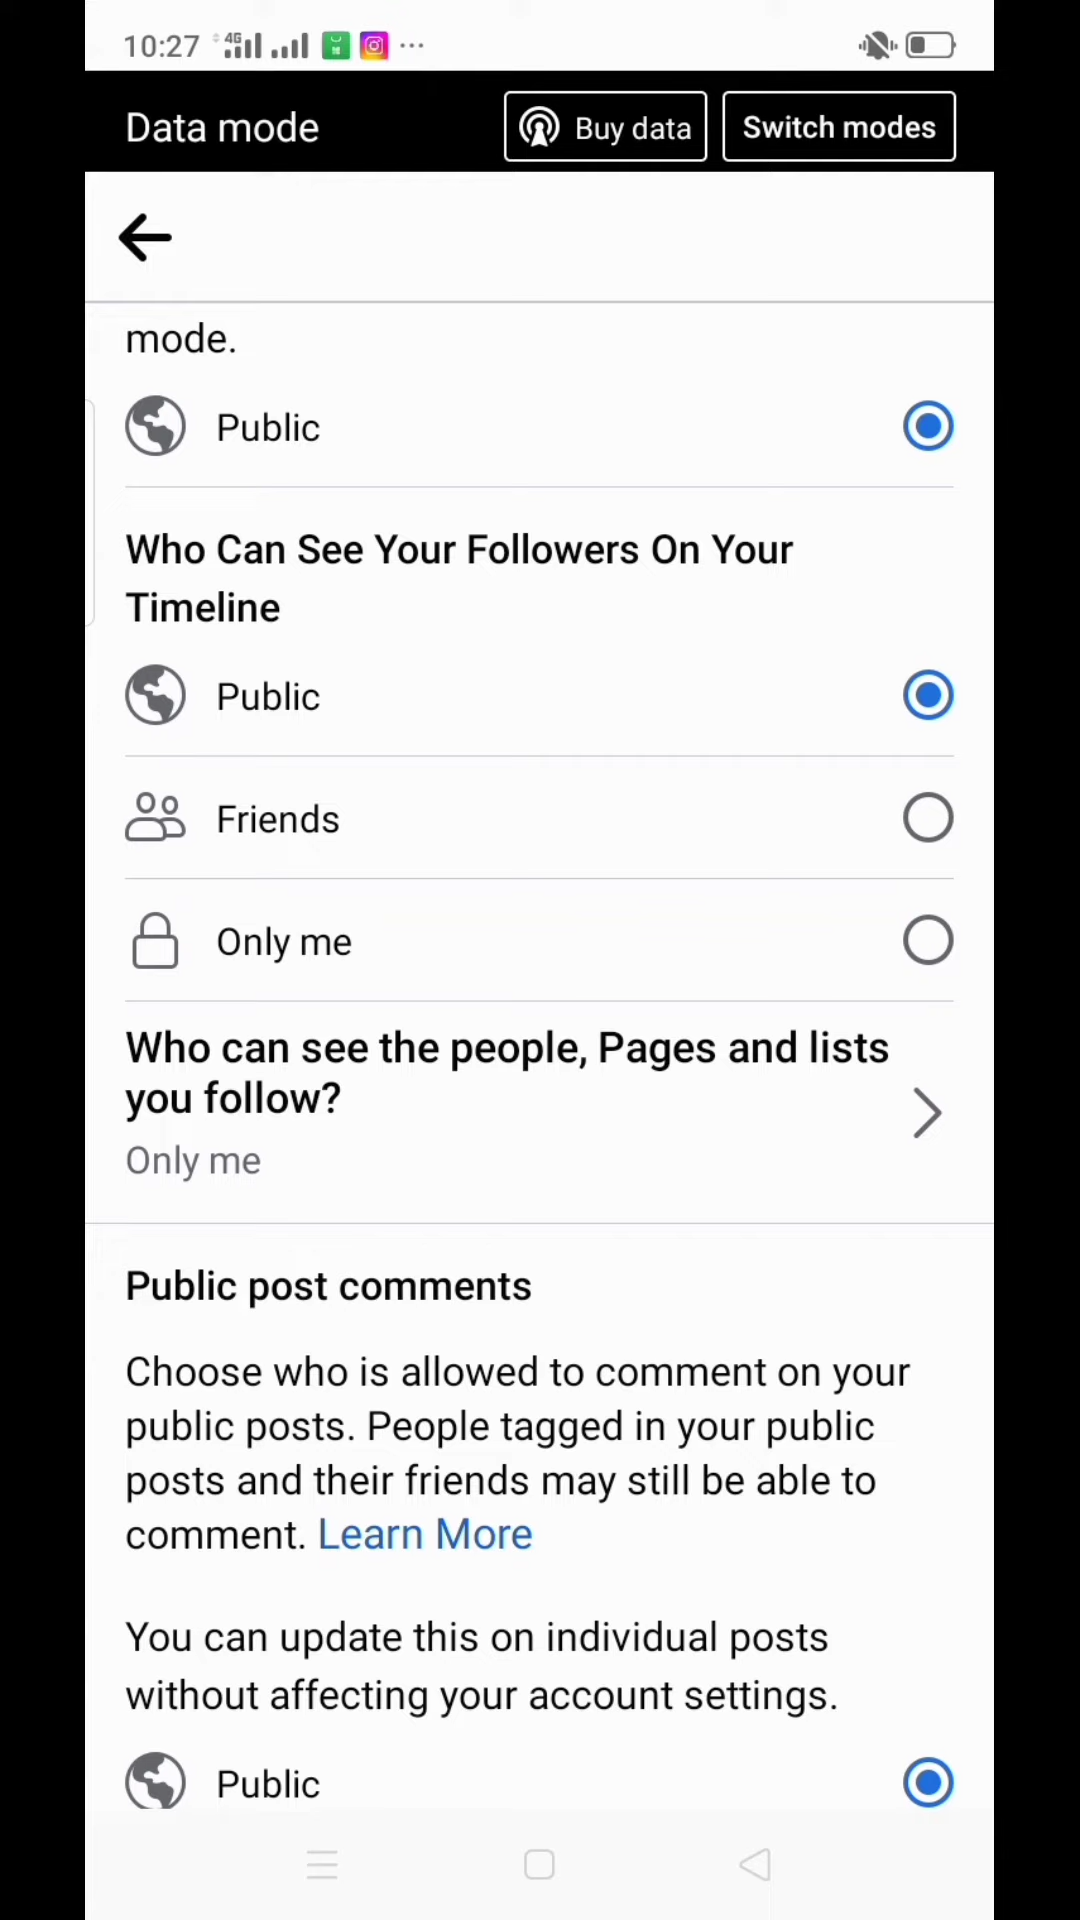 10:27 4G
Data mode Buy data Switch modes
mode.
Public
Who Can See Your Followers On Your
Timeline
Public
Friends
Only me
Who can see the people, Pages and lists
you follow?
Only me
Public post comments
Choose who is allowed to comment on your
public posts. People tagged in your public
posts and their friends may still be able to
comment. Learn More
You can update this on individual posts
without affecting your account settings.
Public